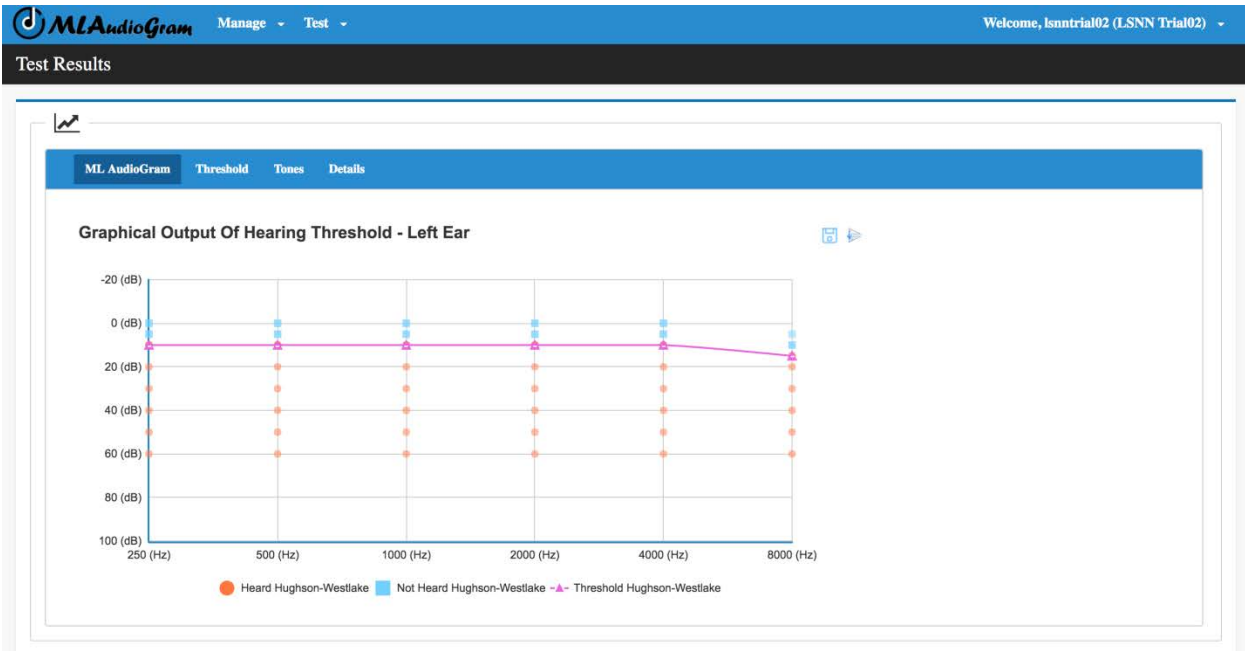 MLAudioGram Manage Test Welcome, lsnntrial02 (LSNN Trial02)
Test Results
ML AudioGram Threshold Tones Details
Graphical Output Of Hearing Threshold - Left Ear
-20 (dB)
0 (dB)
20 (dB)
40 (dB)
60 (dB)
80 (dB)
100 (dB)
250 (Hz) 500 (Hz) 1000 (Hz) 2000 (Hz) 4000 (Hz) 8000 (Hz)
Heard Hughson-Westlake Not Heard Hughson-Westlake Threshold Hughson-Westlake